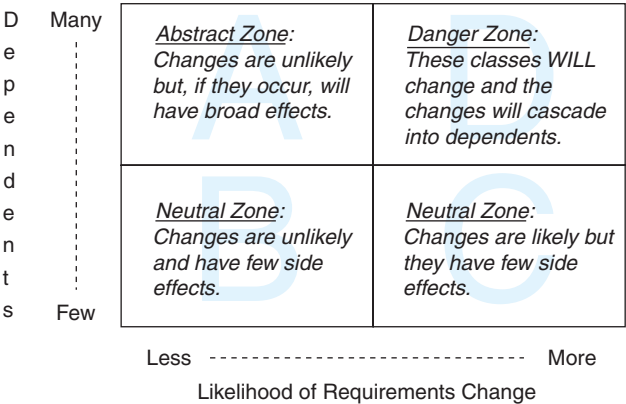 Dependents
Many
Few
A
Abstract Zone:
Changes are unlikely
but, if they occur, will
have broad effects.
D
Danger Zone:
These classes WILL
change and the
changes will cascade
into dependents.
B
Neutral Zone:
Changes are unlikely
and have few side
effects.
C
Neutral Zone:
Changes are likely but
they have few side
effects.
Less
More
Likelihood of Requirements Change